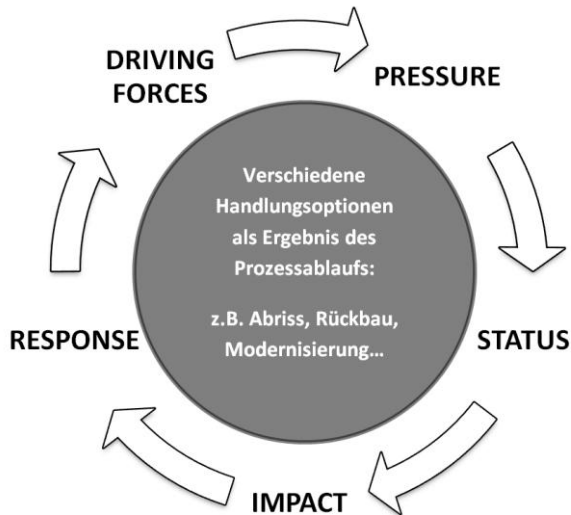 DRIVING
FORCES
PRESSURE
Verschiedene
Handlungsoptionen
als Ergebnis des
Prozessablaufs:
z.B. Abriss, Rückbau,
Modernisierung...
RESPONSE
STATUS
IMPACT